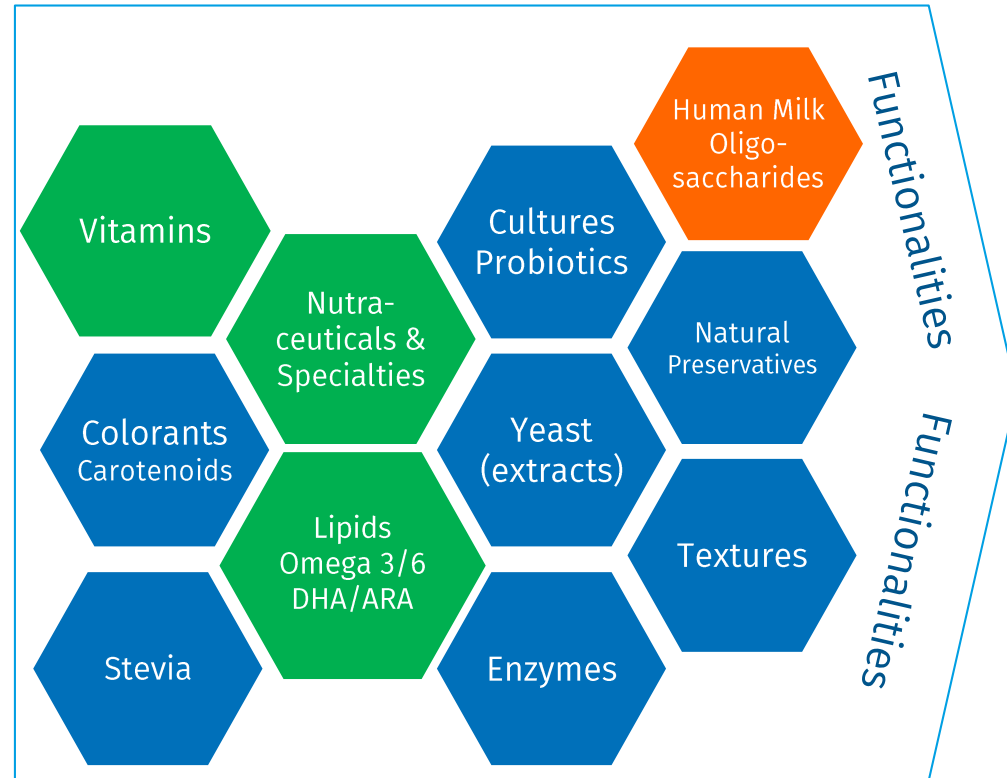 Human Milk
Oligo-
saccharides
Functionalities
Vitamins
Cultures
Probiotics
Nutra-
ceuticals &
Specialties
Natural
Preservatives
Colorants
Carotenoids
Yeast
(extracts)
Functionalities
Lipids
Omega 3/6
DHA/ARA
Textures
Stevia
Enzymes